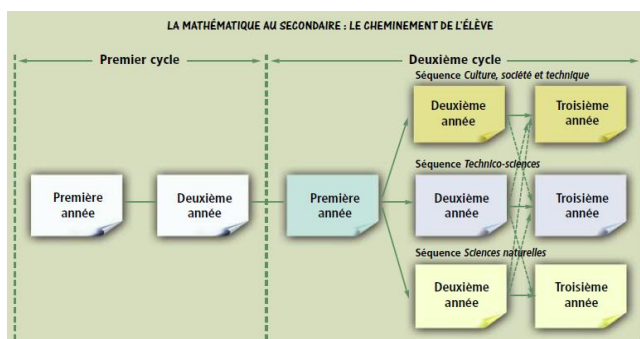 LA MATHÉMATIQUE AU SECONDAIRE : LE CHEMINEMENT DE L'ÉLÈVE
Premier cycle
Deuxième cycle
Séquence Culture, société et technique
Deuxième
année
Troisième
année
Séquence Technico-sciences
Première
année
Deuxième
année
Première
année
Deuxième
année
Troisième
année
Séquence Sciences naturelles
Deuxième
année
Troisième
année